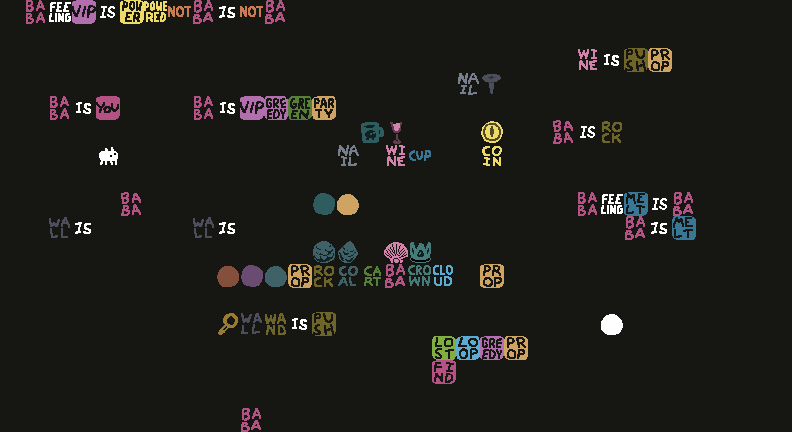 BABA FEELING VIP IS POWER POWERED NOT BABA IS NOT BABA
WINE IS PUSH PROP
NAIL
BABA IS YOU BABA IS VIP GREEDY GREEN PARTY
BABA IS ROCK
NAIL WINE CUP COIN
BABA BABA FEELING MELT IS BABA
WALL IS WALL IS BABA IS MELT
PROP ROCK COAL CART BABA CROWN CLOUD PROP
WALL WAND IS PUSH
LOST LOOP GREEDY PROP
FIND
BABA